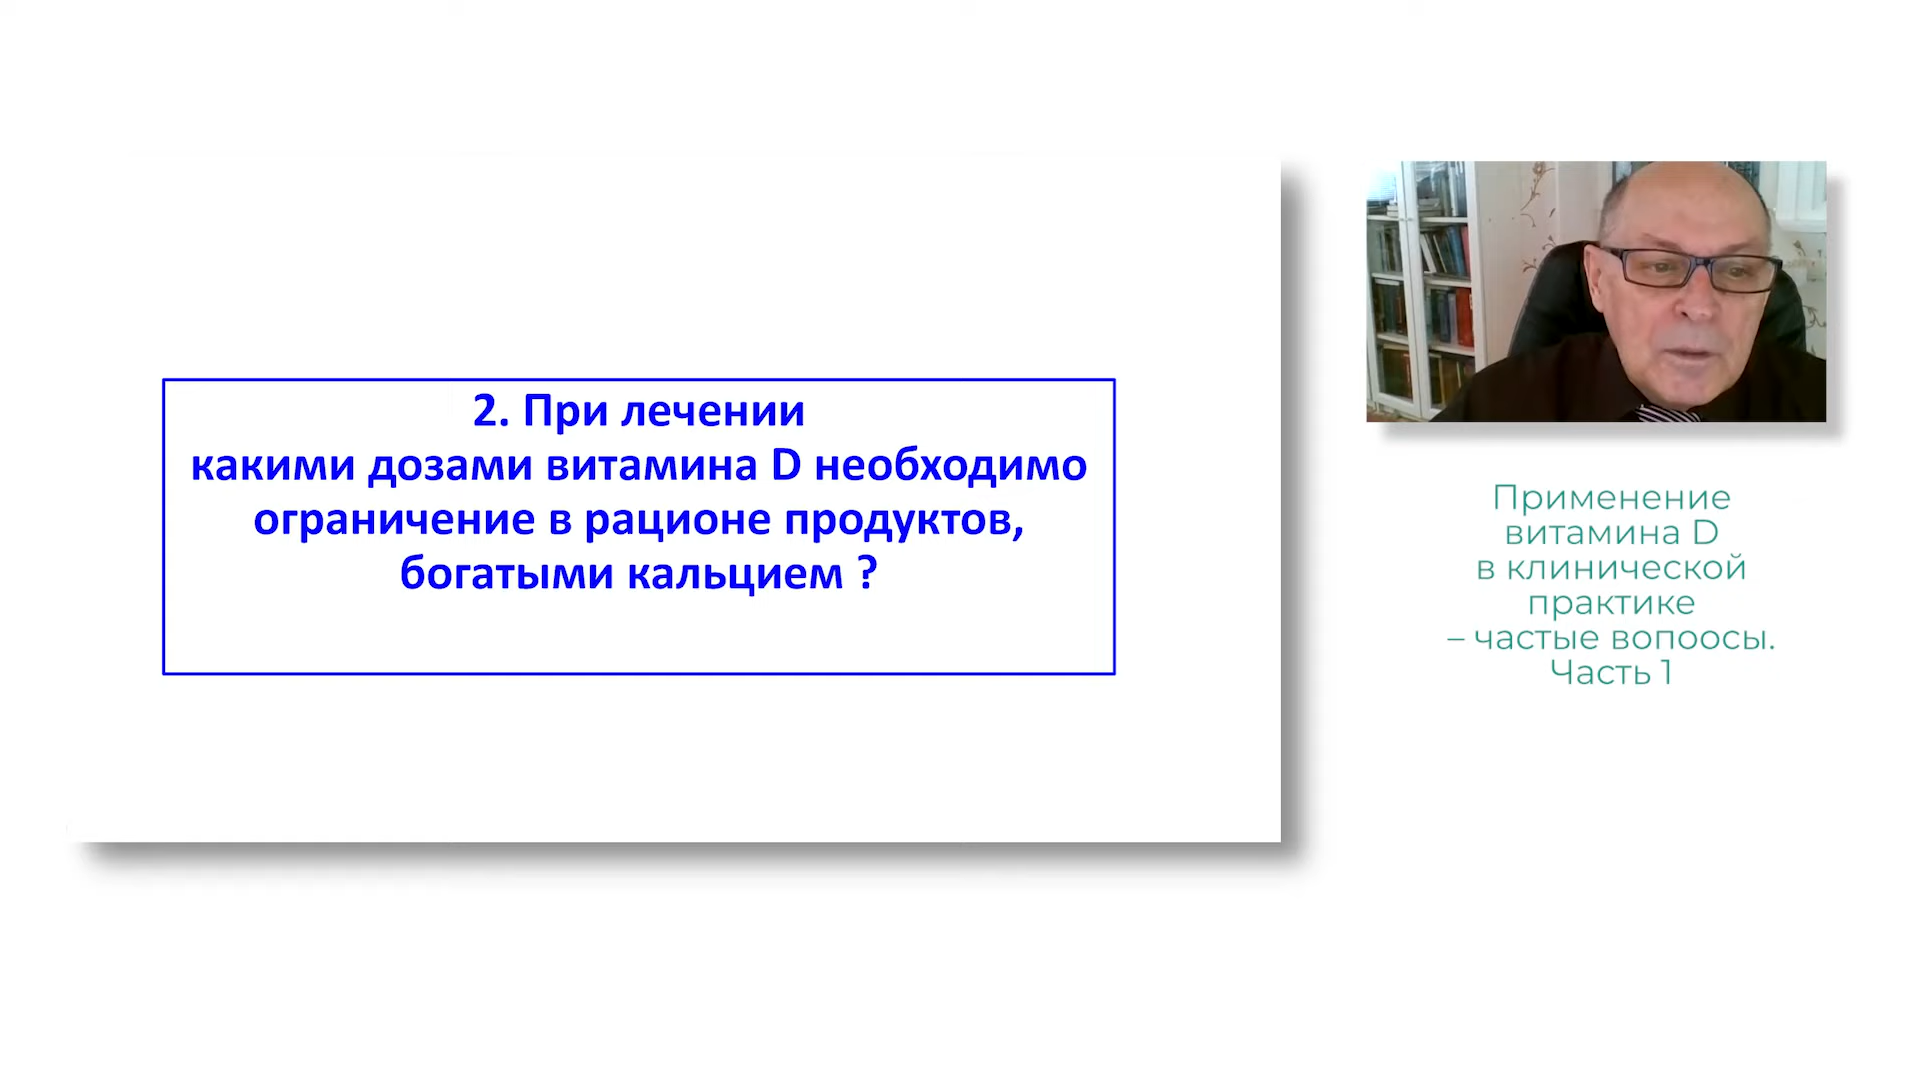 2. При лечении
какими дозами витамина D необходимо
ограничение в рационе продуктов,
богатыми кальцием ?
Применение
витамина D
в клинической
практике
– частые вопоосы.
Часть 1